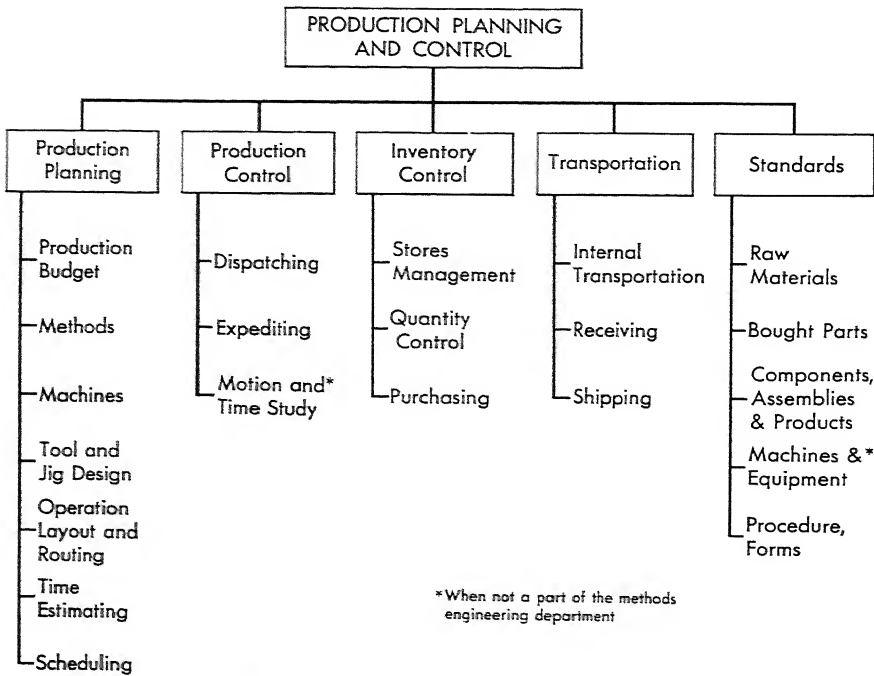 PRODUCTION PLANNING
AND CONTROL
Production
Planning
Production
Budget
Methods
Machines
Tool and
Jig Design
Operation
Layout and
Routing
Time
Estimating
Scheduling
Production
Control
Dispatching
Expediting
Motion and*
Time Study
Inventory
Control
Stores
Management
Quantity
Control
Purchasing
Transportation
Internal
Transportation
Receiving
Shipping
Standards
Raw
Materials
Bought Parts
Components,
Assemblies
& Products
Machines &*
Equipment
Procedure,
Forms
*When not a part of the methods
engineering department